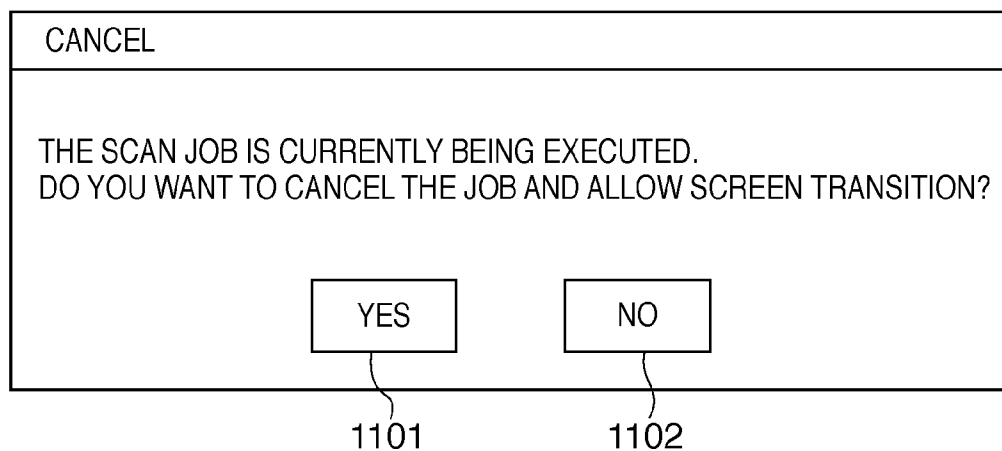 CANCEL
THE SCAN JOB IS CURRENTLY BEING EXECUTED.
DO YOU WANT TO CANCEL THE JOB AND ALLOW SCREEN TRANSITION?
YES NO
1101 1102